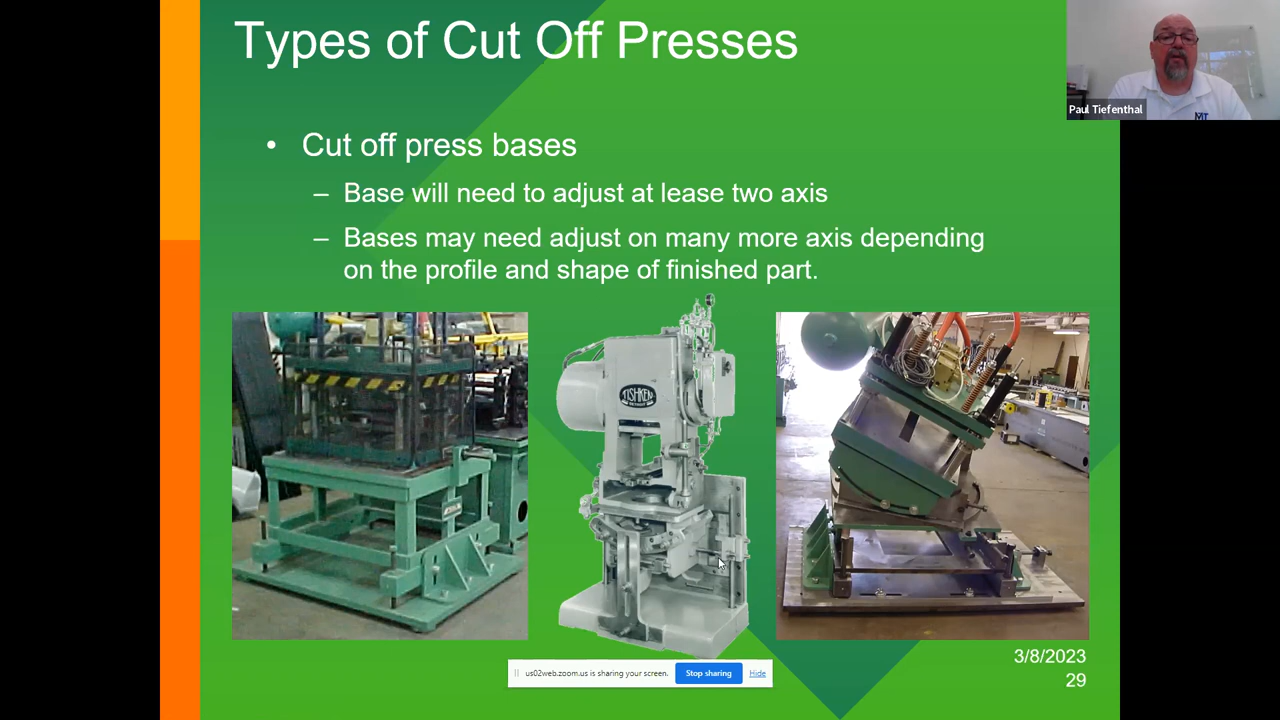 Types of Cut Off Presses
Paul Tiefenthal
• Cut off press bases
– Base will need to adjust at lease two axis
– Bases may need adjust on many more axis depending
on the profile and shape of finished part.
TISHKEN
DETROIT
3/8/2023
29
us02web.zoom.us is sharing your screen.
Stop sharing
Hide